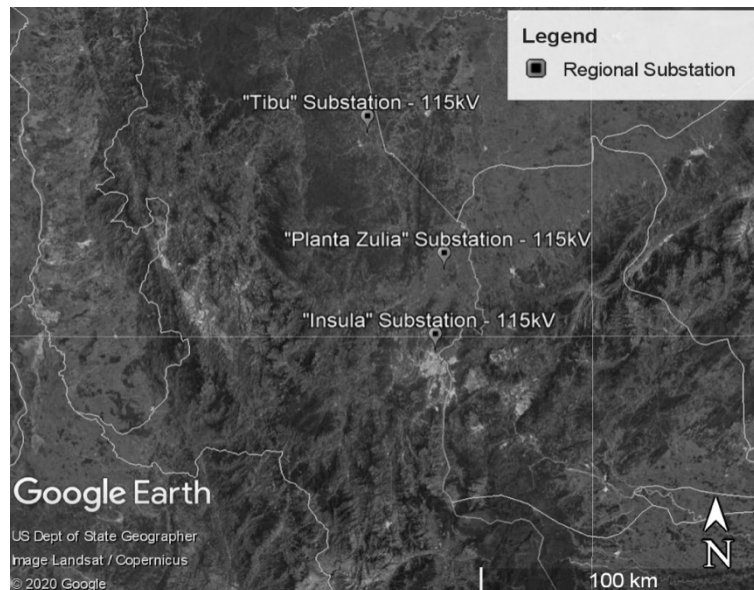 Legend
Regional Substation
"Tibu" Substation - 115kV
"Planta Zulia" Substation - 115kV
"Insula" Substation - 115kV
Google Earth
US Dept of State Geographer
Image Landsat / Copernicus
© 2020 Google
N
100 km